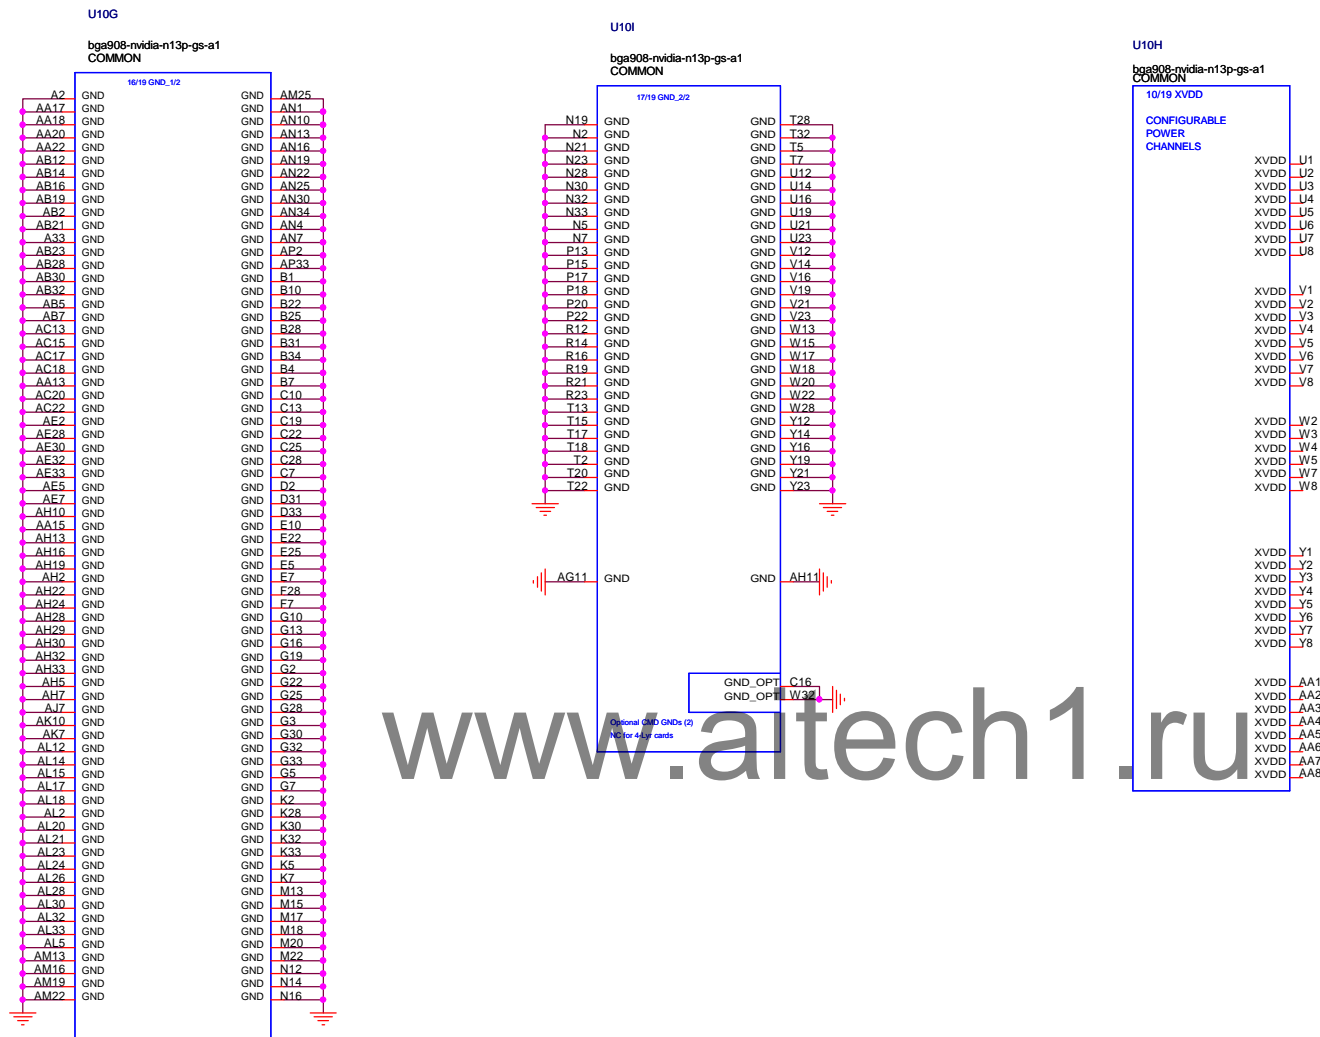 U10G
bga908-nvidia-n13p-gs-a1
COMMON
16/19 GND_1/2
A2 GND GND AM25
AA17 GND GND AN1
AA18 GND GND AN10
AA20 GND GND AN13
AA22 GND GND AN16
AB12 GND GND AN19
AB14 GND GND AN22
AB16 GND GND AN25
AB19 GND GND AN30
AB2 GND GND AN34
AB21 GND GND AN4
A33 GND GND AN7
AB23 GND GND AP2
AB28 GND GND AP33
AB30 GND GND B1
AB32 GND GND B10
AB5 GND GND B22
AB7 GND GND B25
AC13 GND GND B28
AC15 GND GND B31
AC17 GND GND B34
AC18 GND GND B4
AA13 GND GND B7
AC20 GND GND C10
AC22 GND GND C13
AE2 GND GND C19
AE28 GND GND C22
AE30 GND GND C25
AE32 GND GND C28
AE33 GND GND C7
AE5 GND GND D2
AE7 GND GND D31
AH10 GND GND D33
AA15 GND GND E10
AH13 GND GND E22
AH16 GND GND E25
AH19 GND GND E5
AH2 GND GND E7
AH22 GND GND F28
AH24 GND GND F7
AH28 GND GND G10
AH29 GND GND G13
AH30 GND GND G16
AH32 GND GND G19
AH33 GND GND G2
AH5 GND GND G22
AH7 GND GND G25
AJ7 GND GND G28
AK10 GND GND G3
AK7 GND GND G30
AL12 GND GND G32
AL14 GND GND G33
AL15 GND GND G5
AL17 GND GND G7
AL18 GND GND K2
AL2 GND GND K28
AL20 GND GND K30
AL21 GND GND K32
AL23 GND GND K33
AL24 GND GND K5
AL26 GND GND K7
AL28 GND GND M13
AL30 GND GND M15
AL32 GND GND M17
AL33 GND GND M18
AL5 GND GND M20
AM13 GND GND M22
AM16 GND GND N12
AM19 GND GND N14
AM22 GND GND N16
U10I
bga908-nvidia-n13p-gs-a1
COMMON
17/19 GND_2/2
N19 GND GND T28
N2 GND GND T32
N21 GND GND T5
N23 GND GND T7
N28 GND GND U12
N30 GND GND U14
N32 GND GND U16
N33 GND GND U19
N5 GND GND U21
N7 GND GND U23
P13 GND GND V12
P15 GND GND V14
P17 GND GND V16
P18 GND GND V19
P20 GND GND V21
P22 GND GND V23
R12 GND GND W13
R14 GND GND W15
R16 GND GND W17
R19 GND GND W18
R21 GND GND W20
R23 GND GND W22
T13 GND GND W28
T15 GND GND Y12
T17 GND GND Y14
T18 GND GND Y16
T2 GND GND Y19
T20 GND GND Y21
T22 GND GND Y23
AG11 GND GND AH11
GND_OPT C16
GND_OPT W32
Optional CMD GNDs (2)
NC for 4-Lyr cards
U10H
bga908-nvidia-n13p-gs-a1
COMMON
10/19 XVDD
CONFIGURABLE
POWER
CHANNELS
XVDD U1
XVDD U2
XVDD U3
XVDD U4
XVDD U5
XVDD U6
XVDD U7
XVDD U8
XVDD V1
XVDD V2
XVDD V3
XVDD V4
XVDD V5
XVDD V6
XVDD V7
XVDD V8
XVDD W2
XVDD W3
XVDD W4
XVDD W5
XVDD W7
XVDD W8
XVDD Y1
XVDD Y2
XVDD Y3
XVDD Y4
XVDD Y5
XVDD Y6
XVDD Y7
XVDD Y8
XVDD AA1
XVDD AA2
XVDD AA3
XVDD AA4
XVDD AA5
XVDD AA6
XVDD AA7
XVDD AA8
www.aitech1.ru